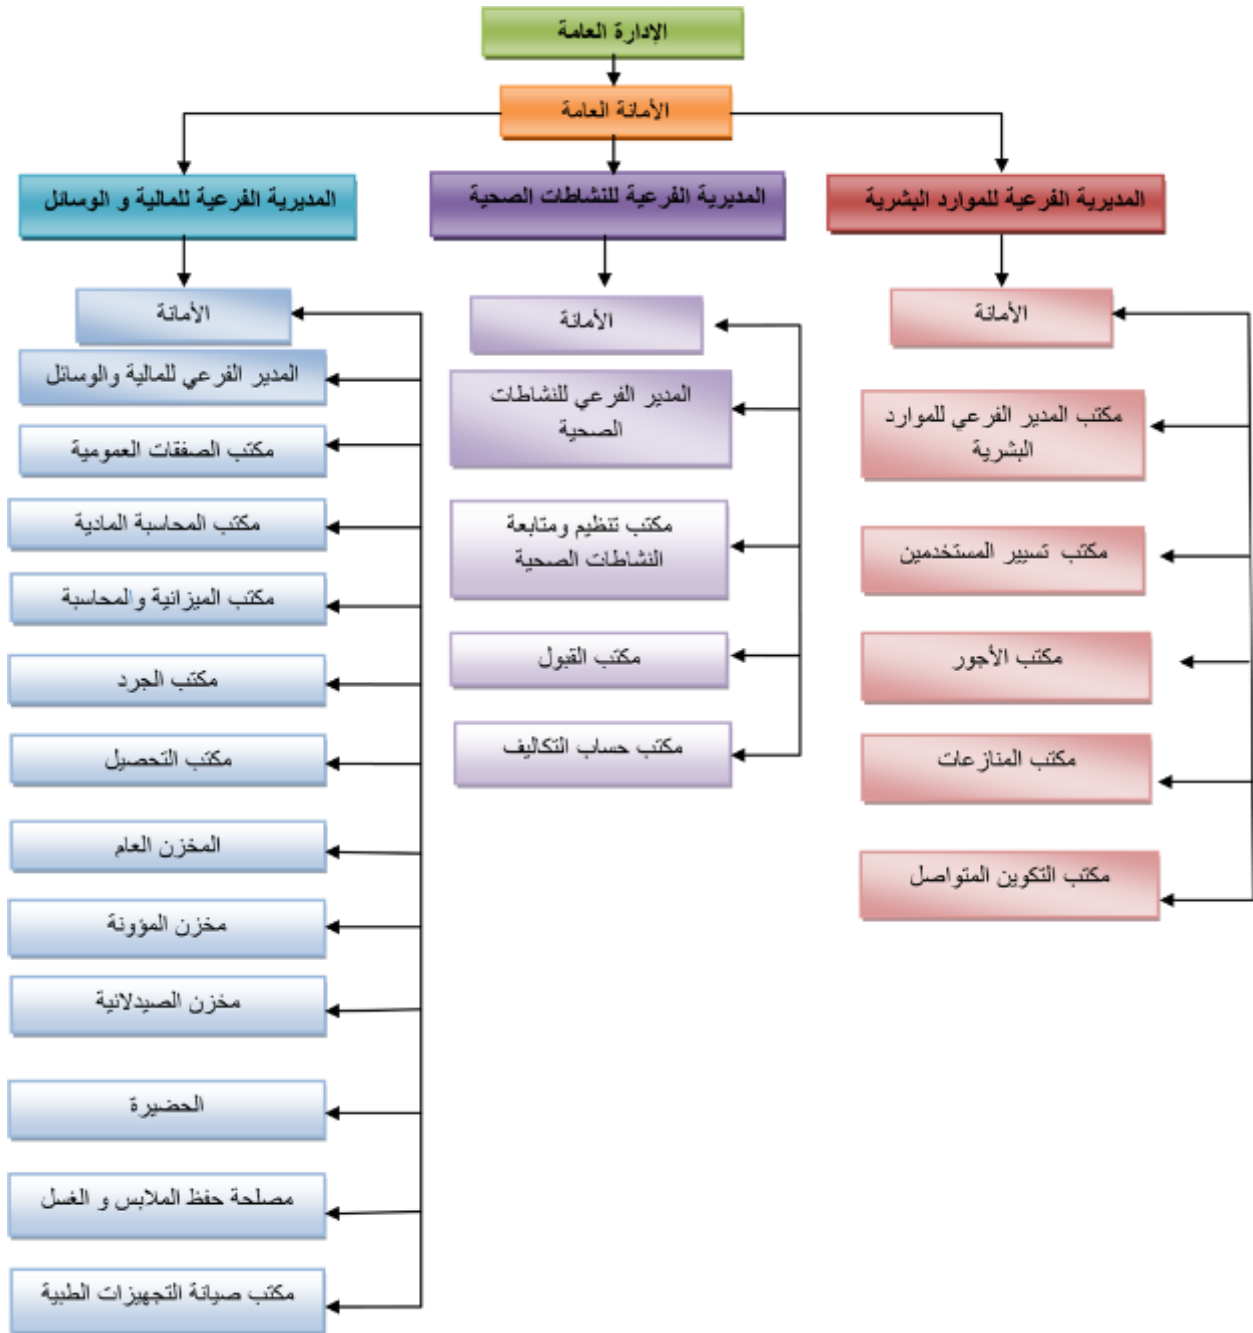 الإدارة العامة
الأمانة العامة
المديرية الفرعية للموارد البشرية
المديرية الفرعية للنشاطات الصحية
المديرية الفرعية للمالية و الوسائل
الأمانة
مكتب المدير الفرعي للموارد
البشرية
مكتب تسيير المستخدمين
مكتب الأجور
مكتب المنازعات
مكتب التكوين المتواصل
الأمانة
المدير الفرعي للنشاطات
الصحية
مكتب تنظيم ومتابعة
النشاطات الصحية
مكتب القبول
مكتب حساب التكاليف
الأمانة
المدير الفرعي للمالية والوسائل
مكتب الصفقات العمومية
مكتب المحاسبة المادية
مكتب الميزانية والمحاسبة
مكتب الجرد
مكتب التحصيل
المخزن العام
مخزن المؤونة
مخزن الصيدلانية
الحضيرة
مصلحة حفظ الملابس و الغسل
مكتب صيانة التجهيزات الطبية